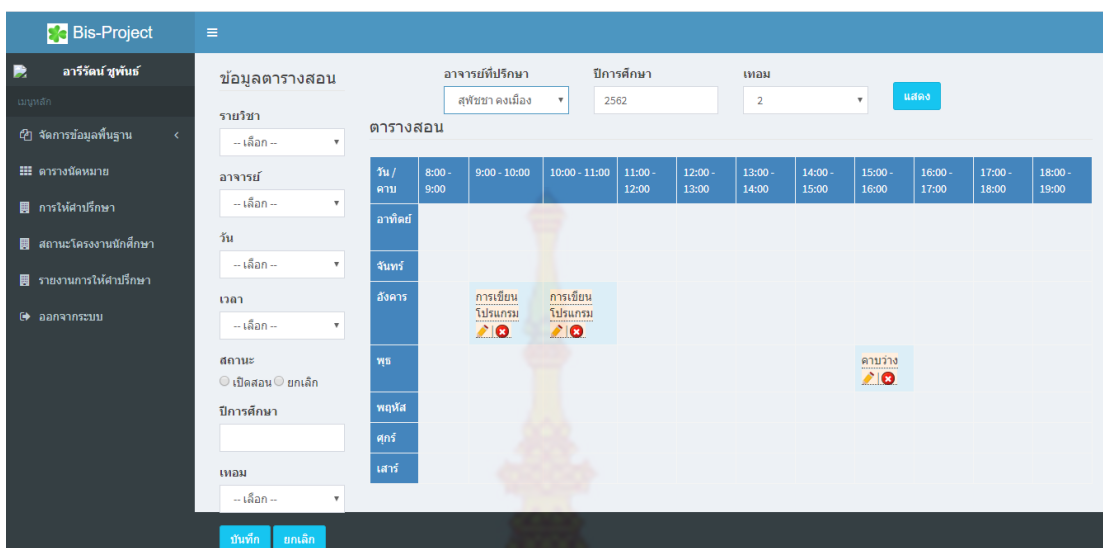 Bis-Project
อารีรัตน์ ชูพันธ์
เมนูหลัก
จัดการข้อมูลพื้นฐาน
ตารางนัดหมาย
การให้คำปรึกษา
สถานะโครงงานนักศึกษา
รายงานการให้คำปรึกษา
ออกจากระบบ
ข้อมูลตารางสอน
รายวิชา
-- เลือก --
อาจารย์
-- เลือก --
วัน
-- เลือก --
เวลา
-- เลือก --
สถานะ
เปิดสอน ยกเลิก
ปีการศึกษา
เทอม
-- เลือก --
บันทึก ยกเลิก
อาจารย์ที่ปรึกษา ปีการศึกษา เทอม
สุพัชชา คงเมือง 2562 2 แสดง
ตารางสอน
วัน / คาบ 8:00 - 9:00 9:00 - 10:00 10:00 - 11:00 11:00 - 12:00 12:00 - 13:00 13:00 - 14:00 14:00 - 15:00 15:00 - 16:00 16:00 - 17:00 17:00 - 18:00 18:00 - 19:00
อาทิตย์
จันทร์
อังคาร การเขียน การเขียน
โปรแกรม โปรแกรม
พุธ คาบว่าง
พฤหัส
ศุกร์
เสาร์